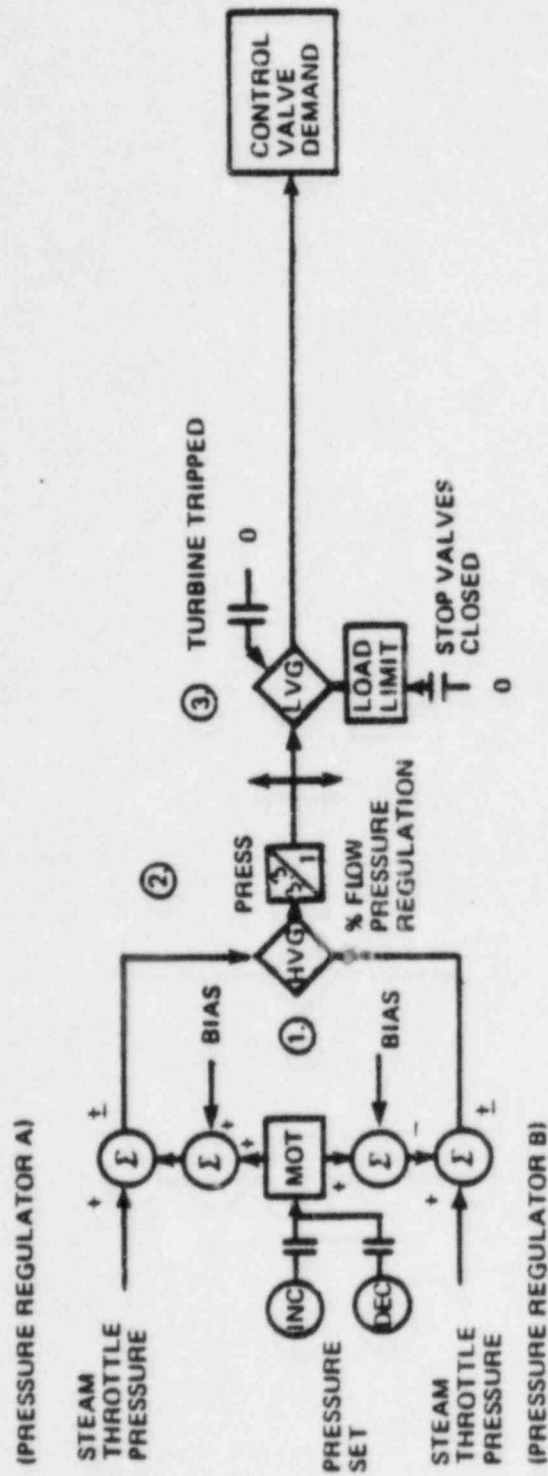 (PRESSURE REGULATOR A)
STEAM
THROTTLE
PRESSURE
+
±
Σ
BIAS
Σ
+
+
INC
PRESSURE
SET
DEC
MOT
1.
+
Σ
-
BIAS
STEAM
THROTTLE
PRESSURE
+
Σ
±
(PRESSURE REGULATOR B)
HVG
2.
PRESS
1
% FLOW
PRESSURE
REGULATION
3.
TURBINE TRIPPED
0
LVG
LOAD
LIMIT
STOP VALVES
CLOSED
0
CONTROL
VALVE
DEMAND